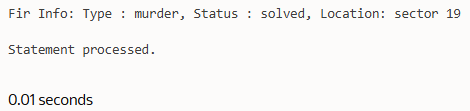 Fir Info: Type : murder, Status : solved, Location: sector 19
Statement processed.
0.01 seconds